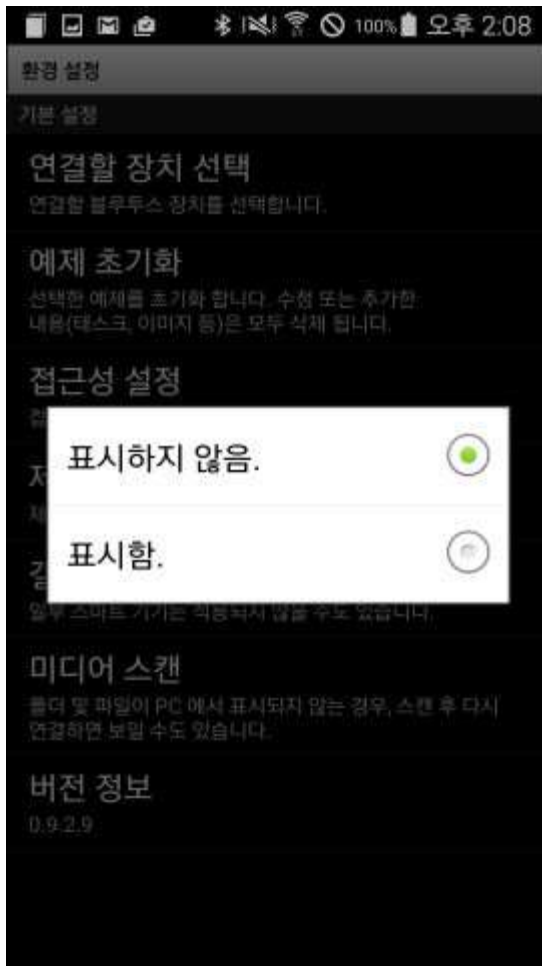 100% 오후 2:08
환경 설정
기본 설정
연결할 장치 선택
연결할 블루투스 장치를 선택합니다.
예제 초기화
선택한 예제를 초기화 합니다. 수정 또는 추가한
내용(태스크, 이미지 등)은 모두 삭제 됩니다.
접근성 설정
표시하지 않음.
표시함.
일부 스마트 기기는 적용되지 않을 수도 있습니다.
미디어 스캔
폴더 및 파일이 PC 에서 표시되지 않는 경우, 스캔 후 다시
연결하면 보일 수도 있습니다.
버전 정보
0.9.2.9